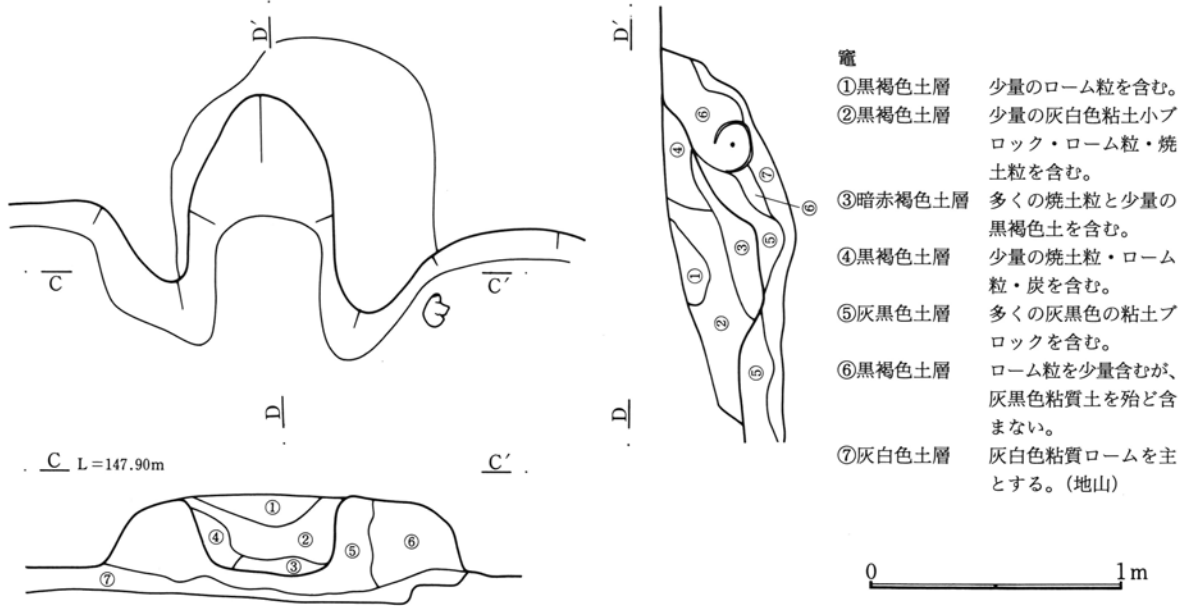 D′
C
C′
D
C L＝147.90m
C′
①
②
③
④
⑤
⑥
⑦
D′
⑥
④
⑦
⑥
③
⑤
①
②
⑤
D
竈
①黒褐色土層 少量のローム粒を含む。
②黒褐色土層 少量の灰白色粘土小ブ
ロック・ローム粒・焼
土粒を含む。
③暗赤褐色土層 多くの焼土粒と少量の
黒褐色土を含む。
④黒褐色土層 少量の焼土粒・ローム
粒・炭を含む。
⑤灰黒色土層 多くの灰黒色の粘土ブ
ロックを含む。
⑥黒褐色土層 ローム粒を少量含むが、
灰黒色粘質土を殆ど含
まない。
⑦灰白色土層 灰白色粘質ロームを主
とする。(地山)
0 1m